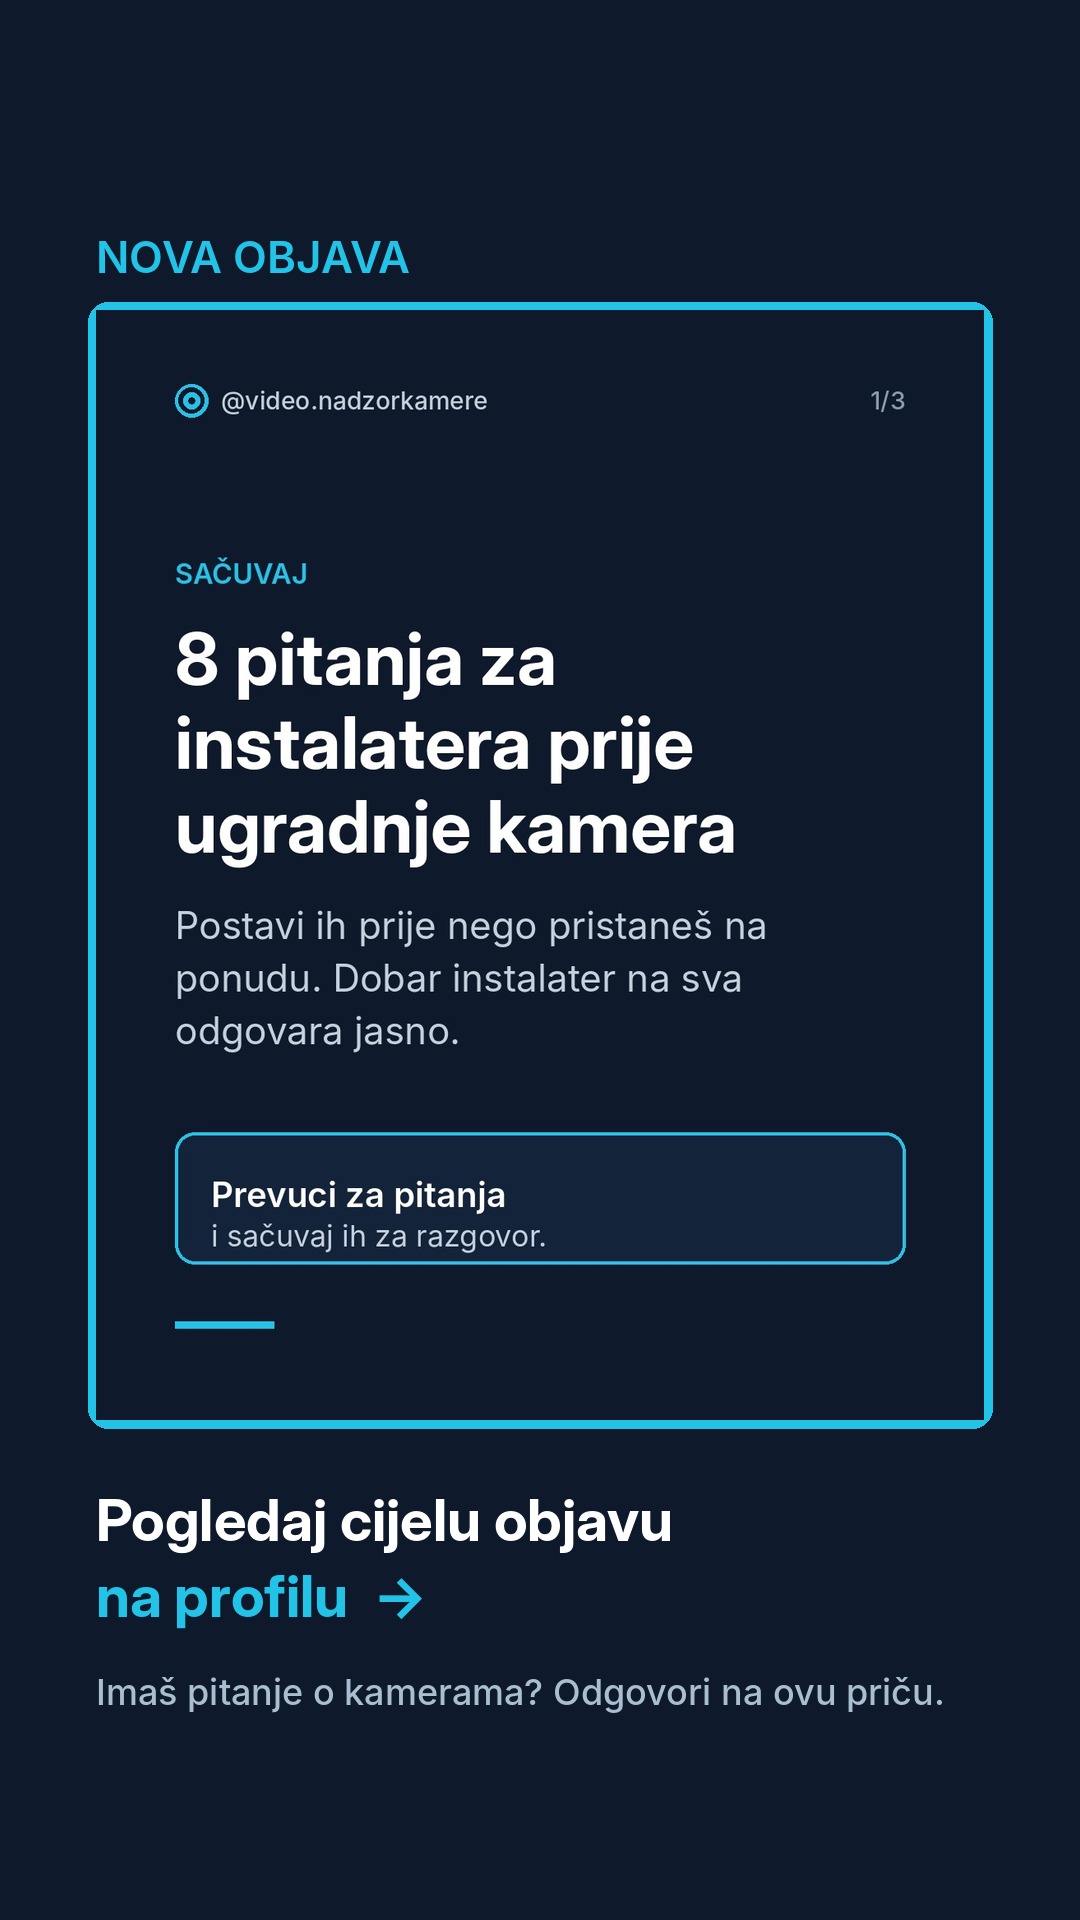 NOVA OBJAVA
@video.nadzorkamere
1/3
SAČUVAJ
8 pitanja za
instalatera prije
ugradnje kamera
Postavi ih prije nego pristaneš na
ponudu. Dobar instalater na sva
odgovara jasno.
Prevuci za pitanja
i sačuvaj ih za razgovor.
Pogledaj cijelu objavu
na profilu →
Imaš pitanje o kamerama? Odgovori na ovu priču.